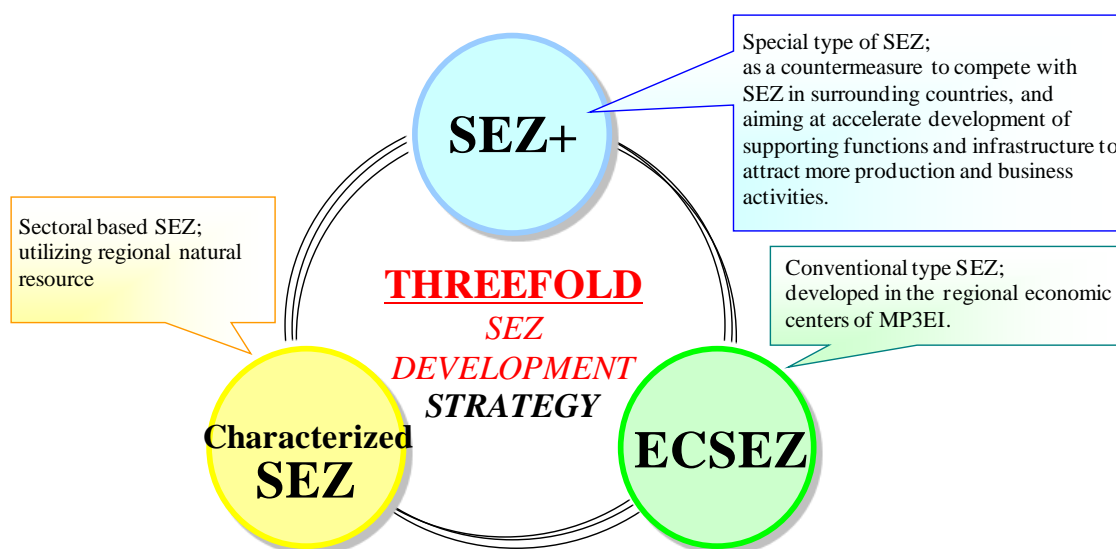 Special type of SEZ;
as a countermeasure to compete with
SEZ in surrounding countries, and
aiming at accelerate development of
supporting functions and infrastructure to
attract more production and business
activities.
SEZ+
Sectoral based SEZ;
utilizing regional natural
resource
Conventional type SEZ;
developed in the regional economic
centers of MP3EI.
THREEFOLD
SEZ
DEVELOPMENT
STRATEGY
Characterized
SEZ
ECSEZ